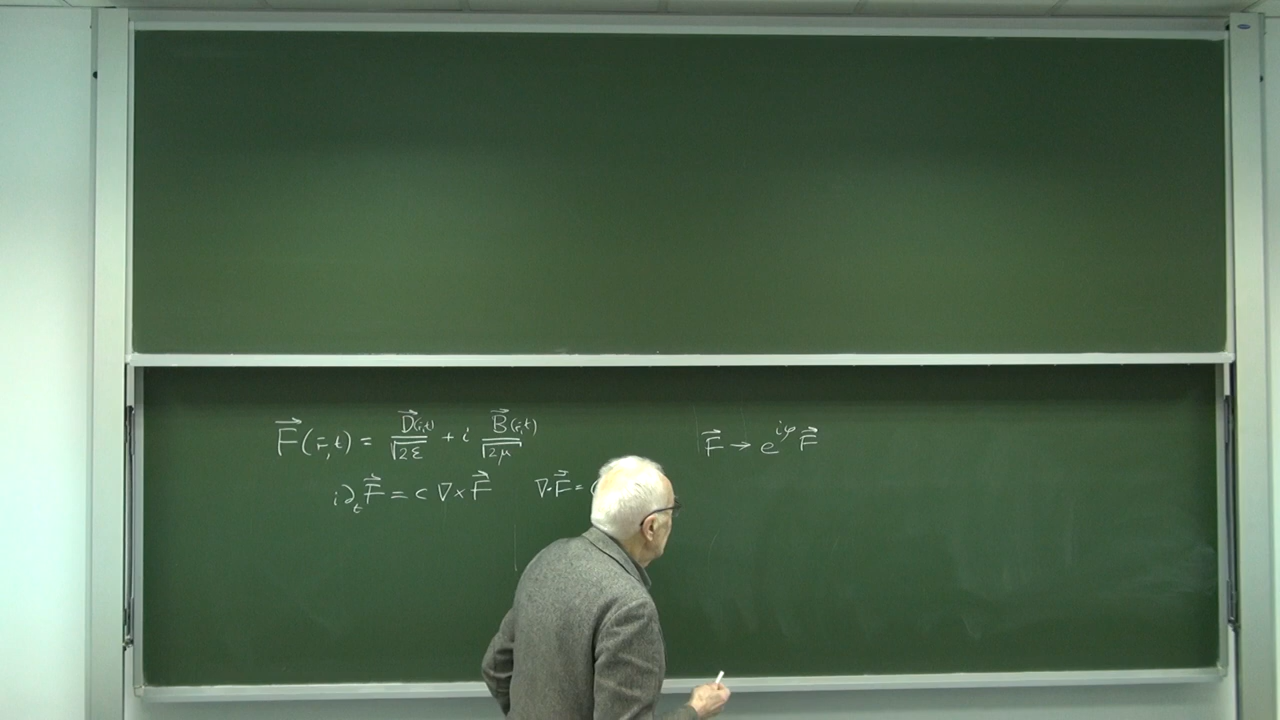 F⃗(r,t) = D⃗(r,t)/√2ε + i B⃗(r,t)/√2μ
i∂ₜF⃗ = c ∇×F⃗ ∇·F⃗ =
F⃗ → e^{iφ} F⃗